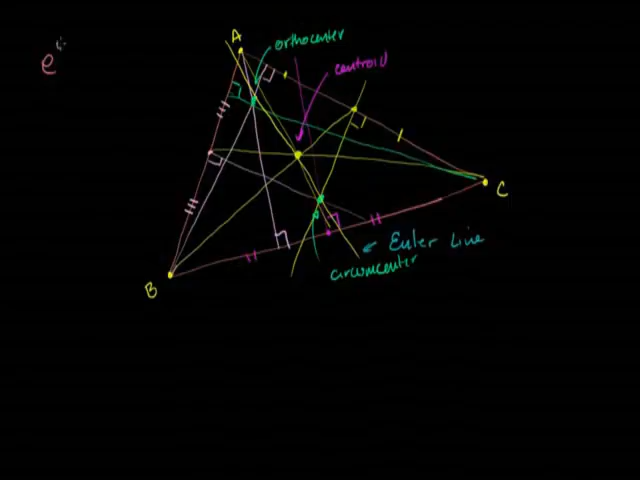 e
A
orthocenter
centroid
C
Euler Line
circumcenter
B